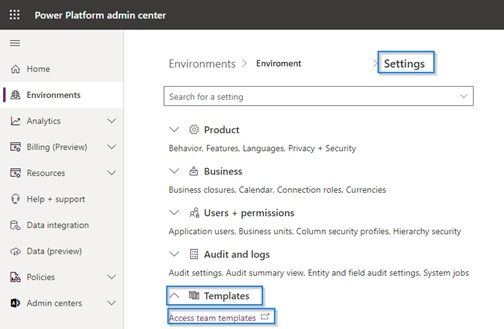 Power Platform admin center
Home
Environments
Analytics
Billing (Preview)
Resources
Help + support
Data integration
Data (preview)
Policies
Admin centers
Environments > Enviroment > Settings
Search for a setting
Product
Behavior, Features, Languages, Privacy + Security
Business
Business closures, Calendar, Connection roles, Currencies
Users + permissions
Application users, Business units, Column security profiles, Hierarchy security
Audit and logs
Audit settings, Audit summary view, Entity and field audit settings, System jobs
Templates
Access team templates